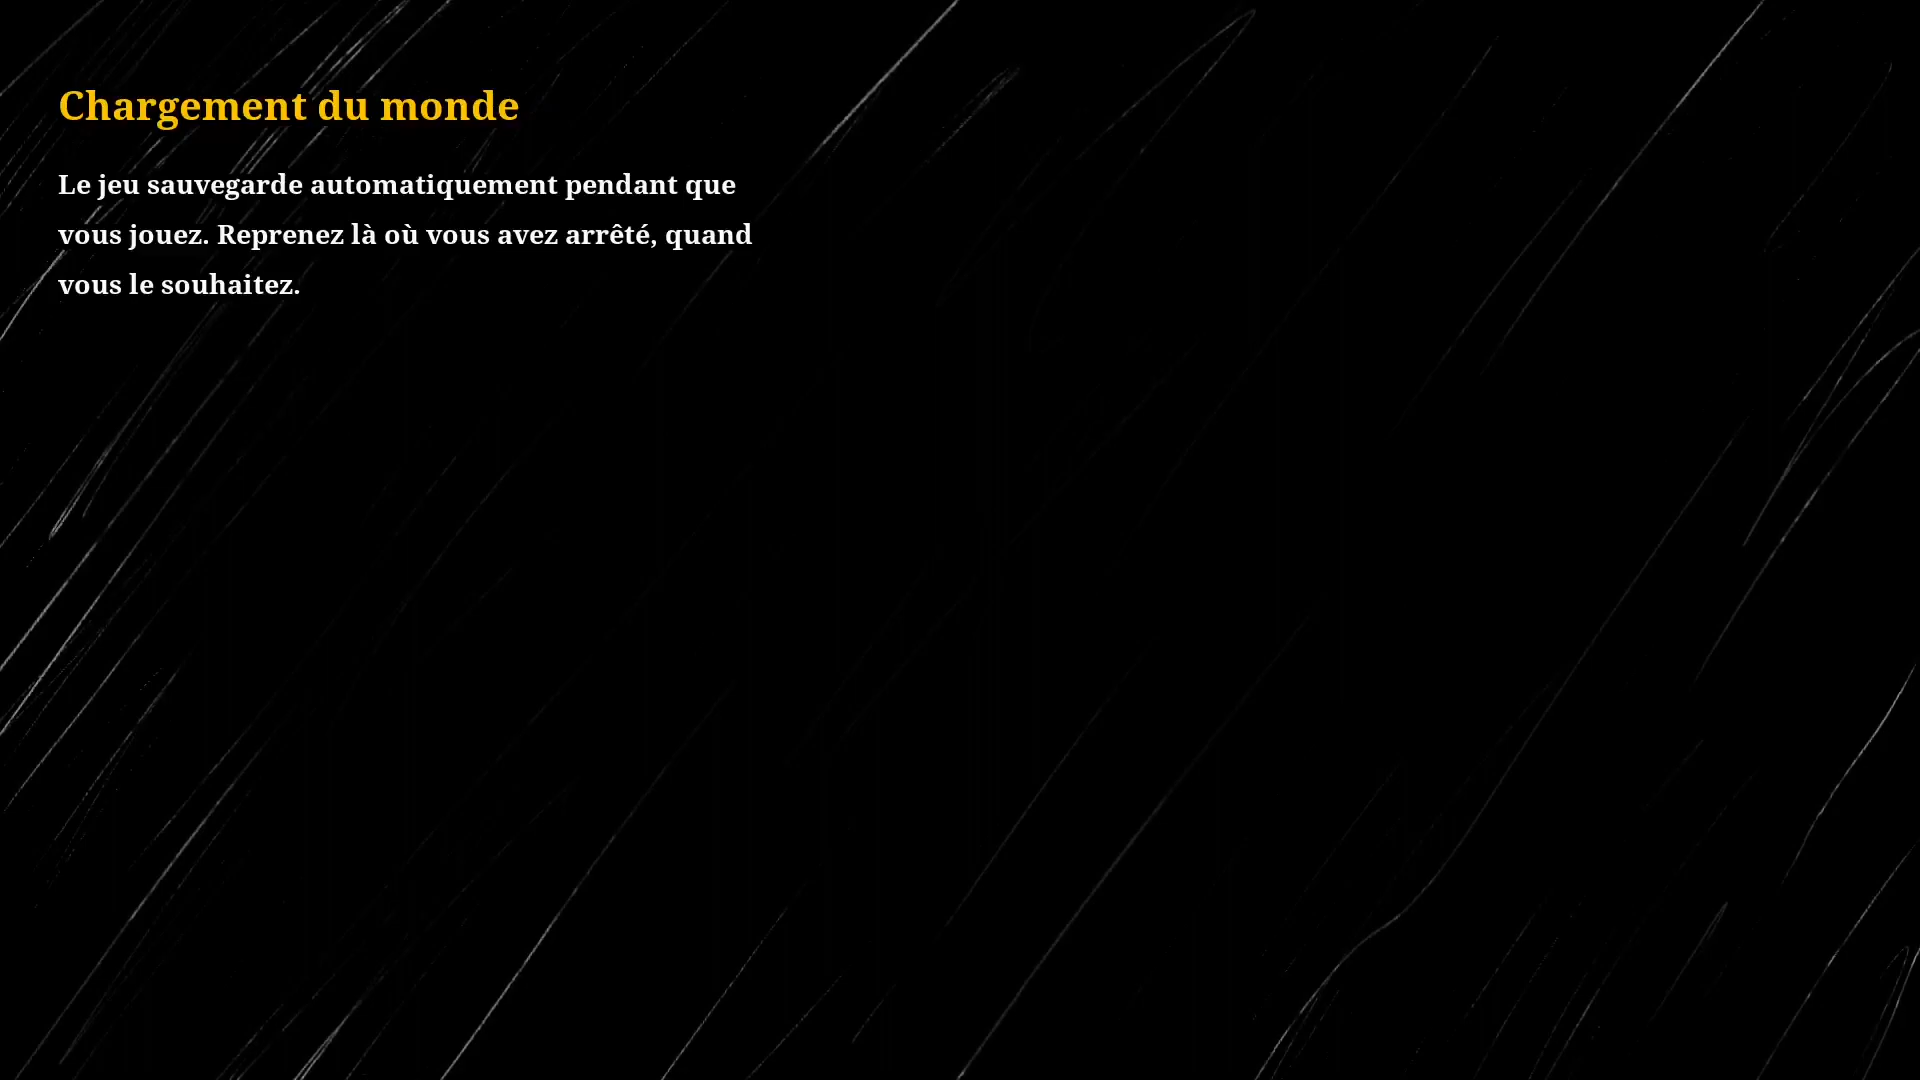 Chargement du monde
Le jeu sauvegarde automatiquement pendant que
vous jouez. Reprenez là où vous avez arrêté, quand
vous le souhaitez.